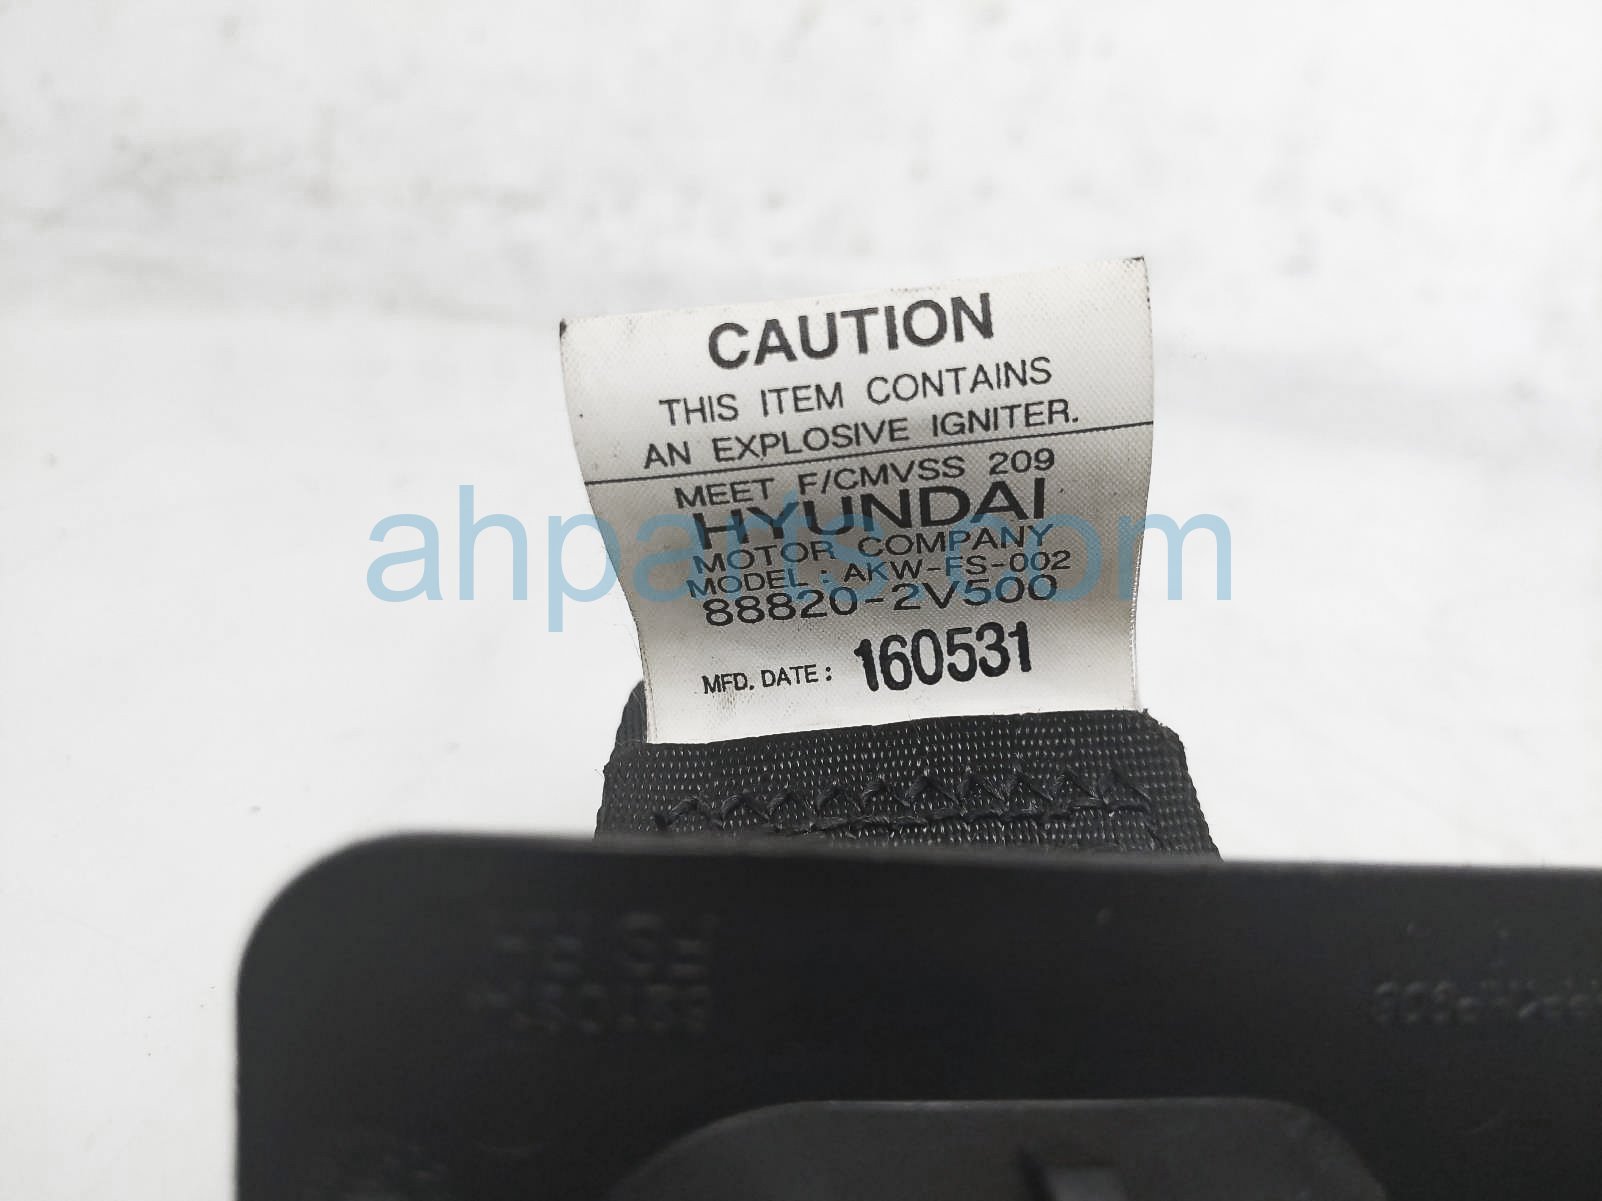 CAUTION
THIS ITEM CONTAINS
AN EXPLOSIVE IGNITER.
MEET F/CMVSS 209
HYUNDAI
MOTOR COMPANY
MODEL : AKW-FS-002
88820-2V500
MFD. DATE : 160531
ahparts.com